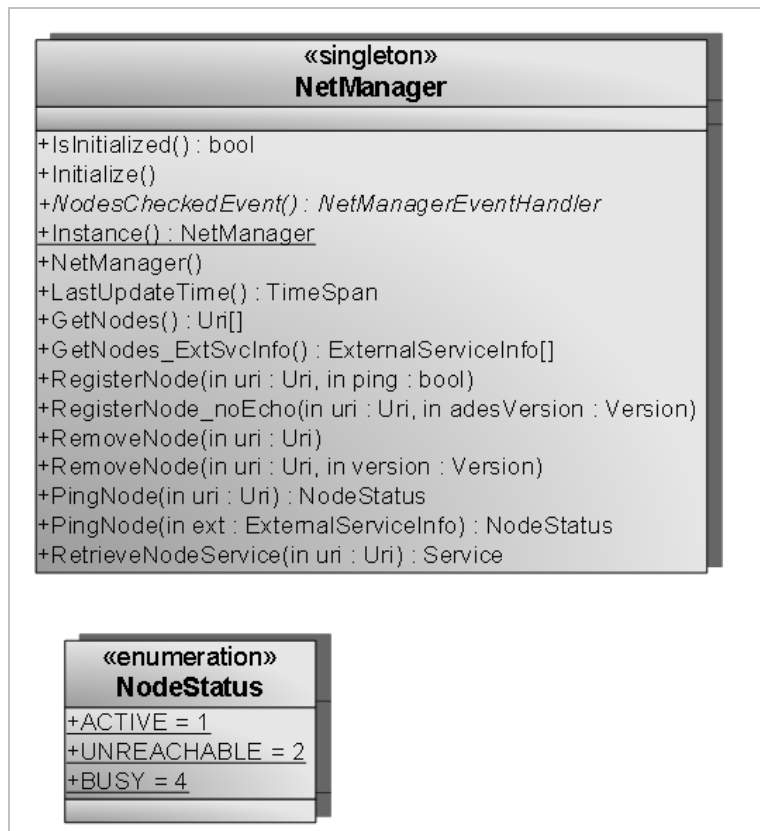 «singleton»
NetManager
+IsInitialized() : bool
+Initialize()
+NodesCheckedEvent() : NetManagerEventHandler
+Instance() : NetManager
+NetManager()
+LastUpdateTime() : TimeSpan
+GetNodes() : Uri[]
+GetNodes_ExtSvcInfo() : ExternalServiceInfo[]
+RegisterNode(in uri : Uri, in ping : bool)
+RegisterNode_noEcho(in uri : Uri, in adesVersion : Version)
+RemoveNode(in uri : Uri)
+RemoveNode(in uri : Uri, in version : Version)
+PingNode(in uri : Uri) : NodeStatus
+PingNode(in ext : ExternalServiceInfo) : NodeStatus
+RetrieveNodeService(in uri : Uri) : Service
«enumeration»
NodeStatus
+ACTIVE = 1
+UNREACHABLE = 2
+BUSY = 4